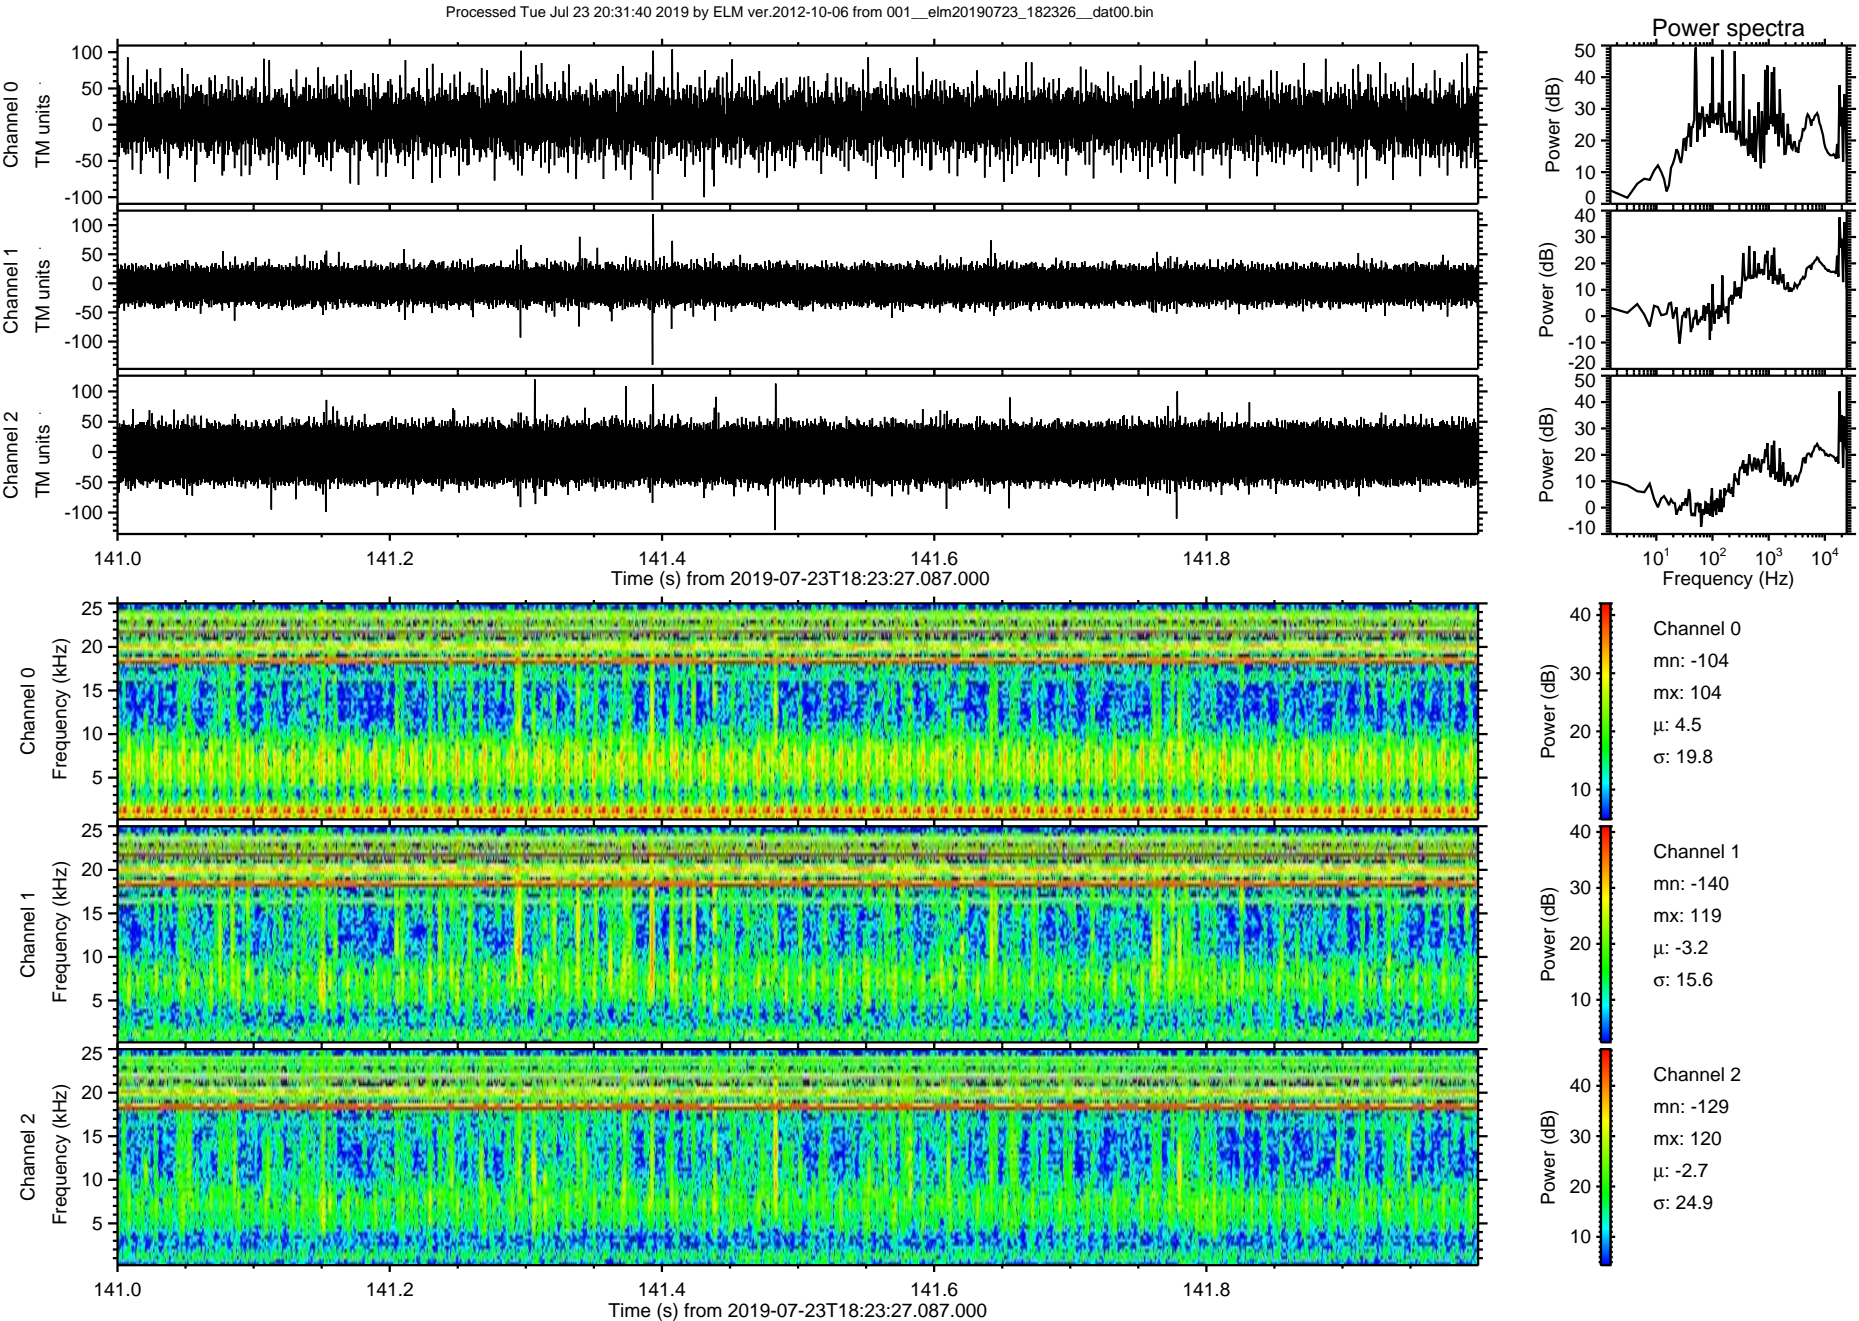 Processed Tue Jul 23 20:31:40 2019 by ELM ver.2012-10-06 from 001__elm20190723_182326__dat00.bin
Power spectra
Channel 0
TM units
100
50
0
-50
-100
Power (dB)
50
40
30
20
10
0
Channel 1
TM units
100
50
0
-50
-100
Power (dB)
40
30
20
10
0
-10
-20
Channel 2
TM units
100
50
0
-50
-100
Power (dB)
50
40
30
20
10
0
-10
141.0 141.2 141.4 141.6 141.8
Time (s) from 2019-07-23T18:23:27.087.000
10¹ 10² 10³ 10⁴
Frequency (Hz)
Channel 0
Frequency (kHz)
25
20
15
10
5
Power (dB)
40
30
20
10
Channel 0
mn: -104
mx: 104
μ: 4.5
σ: 19.8
Channel 1
Frequency (kHz)
25
20
15
10
5
Power (dB)
40
30
20
10
Channel 1
mn: -140
mx: 119
μ: -3.2
σ: 15.6
Channel 2
Frequency (kHz)
25
20
15
10
5
Power (dB)
40
30
20
10
Channel 2
mn: -129
mx: 120
μ: -2.7
σ: 24.9
141.0 141.2 141.4 141.6 141.8
Time (s) from 2019-07-23T18:23:27.087.000